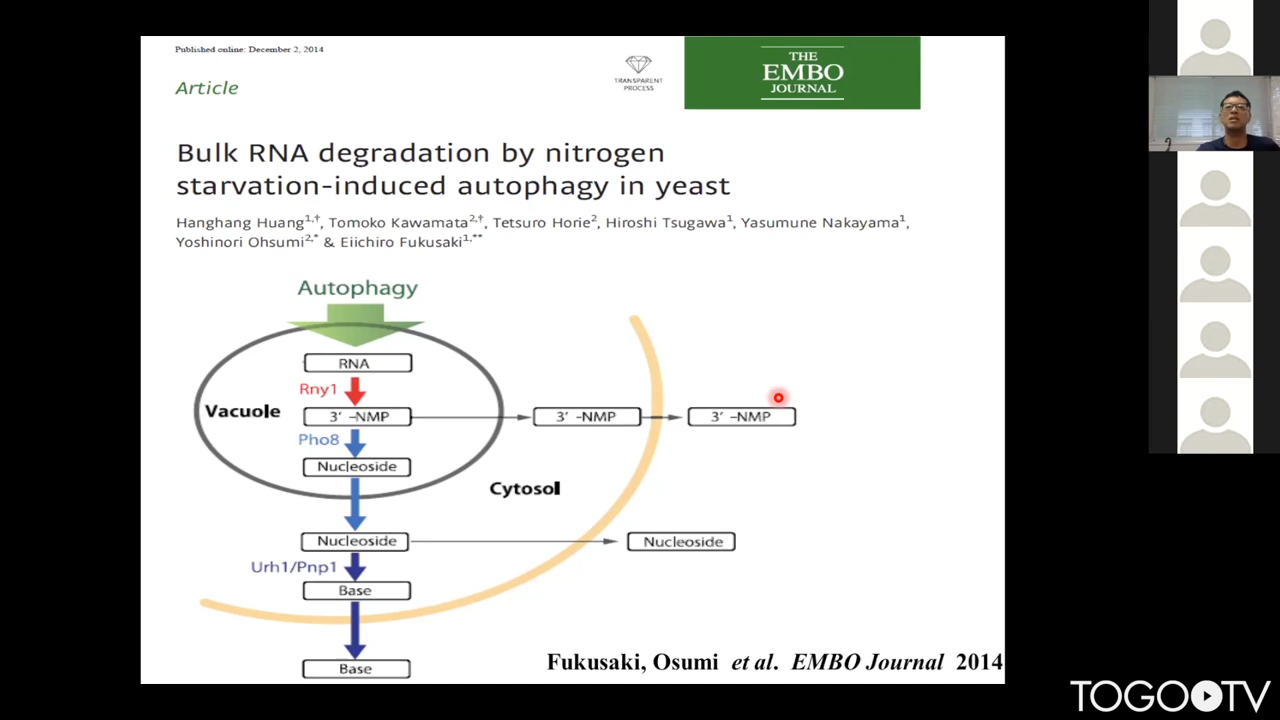 Published online: December 2, 2014
Article
TRANSPARENT
PROCESS
THE
EMBO
JOURNAL
Bulk RNA degradation by nitrogen
starvation-induced autophagy in yeast
Hanghang Huang1,†, Tomoko Kawamata2,†, Tetsuro Horie2, Hiroshi Tsugawa1, Yasumune Nakayama1,
Yoshinori Ohsumi2,* & Eiichiro Fukusaki1,**
Autophagy
RNA
Rny1
Vacuole
3' -NMP
3' -NMP
3' -NMP
Pho8
Nucleoside
Cytosol
Nucleoside
Nucleoside
Urh1/Pnp1
Base
Base
Fukusaki, Osumi et al. EMBO Journal 2014
TOGO TV